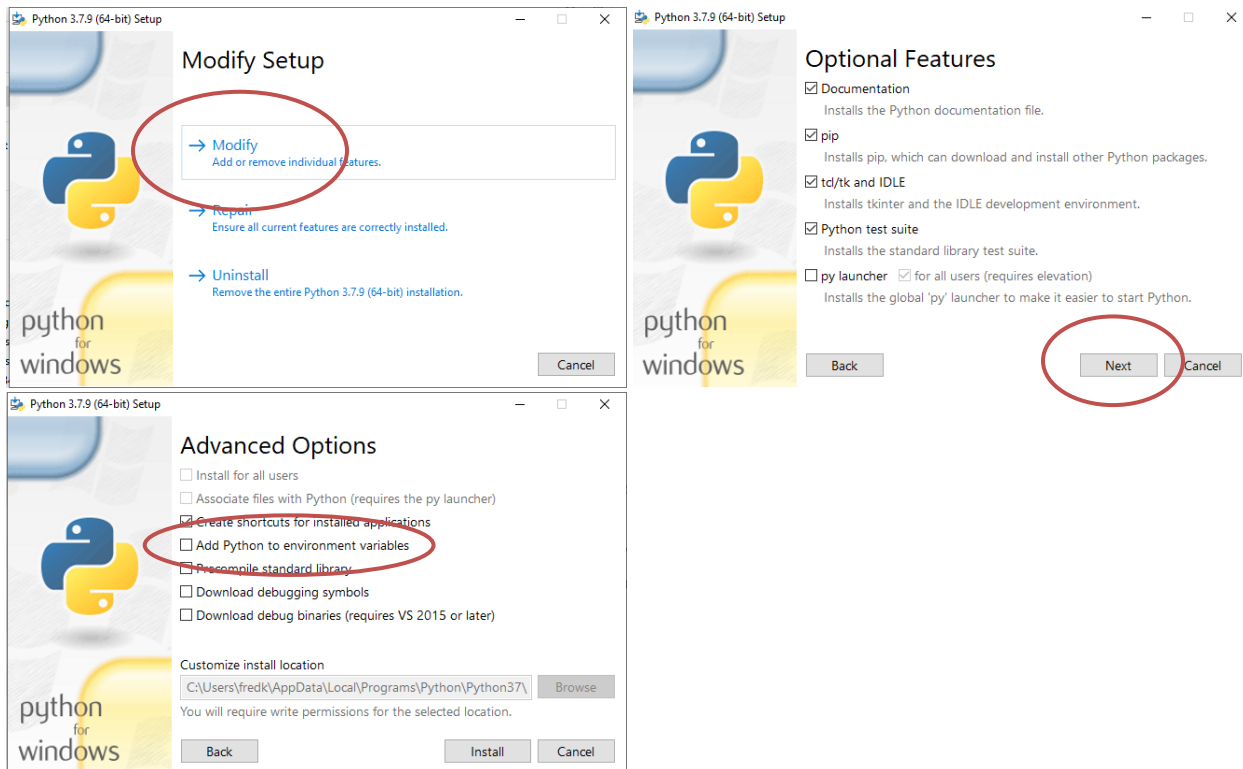 Python 3.7.9 (64-bit) Setup
Modify Setup
Modify
Add or remove individual features.
Repair
Ensure all current features are correctly installed.
Uninstall
Remove the entire Python 3.7.9 (64-bit) installation.
python
for
windows
Cancel
Python 3.7.9 (64-bit) Setup
Optional Features
Documentation
Installs the Python documentation file.
pip
Installs pip, which can download and install other Python packages.
tcl/tk and IDLE
Installs tkinter and the IDLE development environment.
Python test suite
Installs the standard library test suite.
py launcher for all users (requires elevation)
Installs the global 'py' launcher to make it easier to start Python.
python
for
windows
Back Next Cancel
Python 3.7.9 (64-bit) Setup
Advanced Options
Install for all users
Associate files with Python (requires the py launcher)
Create shortcuts for installed applications
Add Python to environment variables
Precompile standard library
Download debugging symbols
Download debug binaries (requires VS 2015 or later)
Customize install location
C:\Users\fredk\AppData\Local\Programs\Python\Python37\ Browse
You will require write permissions for the selected location.
python
for
windows
Back Install Cancel